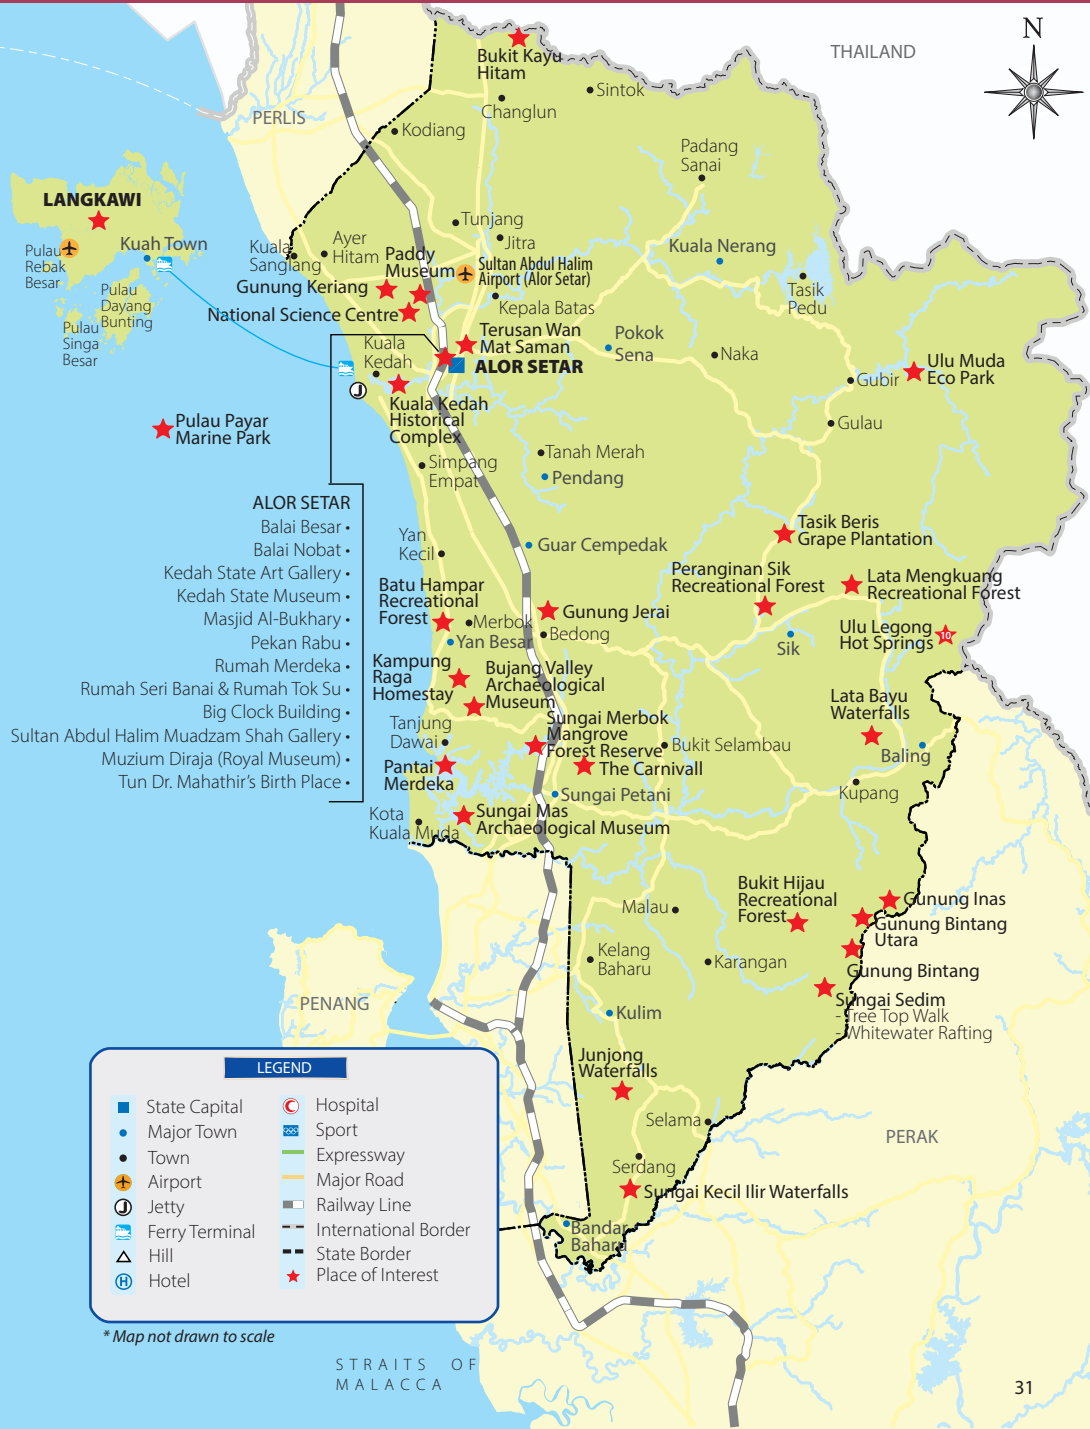 N
THAILAND
Bukit Kayu
Hitam
Sintok
Changlun
PERLIS
Kodiang
Padang
Sanai
LANGKAWI
Kuah Town
Pulau
Rebak
Besar
Pulau
Dayang
Bunting
Pulau
Singa
Besar
Tunjang
Jitra
Kuala
Sanglang
Ayer
Hitam
Paddy
Museum
Sultan Abdul Halim
Airport (Alor Setar)
Kuala Nerang
Gunung Keriang
National Science Centre
Kepala Batas
Tasik
Pedu
Terusan Wan
Mat Saman
Pokok
Sena
Kuala
Kedah
ALOR SETAR
Naka
Ulu Muda
Eco Park
Gubir
J
Kuala Kedah
Historical
Complex
Gulau
Pulau Payar
Marine Park
Tanah Merah
Simpang
Empat
Pendang
ALOR SETAR
Balai Besar •
Balai Nobat •
Kedah State Art Gallery •
Kedah State Museum •
Masjid Al-Bukhary •
Pekan Rabu •
Rumah Merdeka •
Rumah Seri Banai & Rumah Tok Su •
Big Clock Building •
Sultan Abdul Halim Muadzam Shah Gallery •
Muzium Diraja (Royal Museum) •
Tun Dr. Mahathir's Birth Place •
Tasik Beris
Grape Plantation
Yan
Kecil
Guar Cempedak
Peranginan Sik
Recreational Forest
Lata Mengkuang
Recreational Forest
Batu Hampar
Recreational
Forest
Merbok
Gunung Jerai
Yan Besar
Bedong
Sik
Ulu Legong
Hot Springs
10
Kampung
Raga
Homestay
Bujang Valley
Archaeological
Museum
Lata Bayu
Waterfalls
Tanjung
Dawai
Sungai Merbok
Mangrove
Forest Reserve
Bukit Selambau
Baling
Pantai
Merdeka
The Carnivall
Sungai Petani
Kupang
Kota
Kuala Muda
Sungai Mas
Archaeological Museum
Bukit Hijau
Recreational
Forest
Gunung Inas
Malau
Gunung Bintang
Utara
Kelang
Baharu
Karangan
Gunung Bintang
Sungai Sedim
- Tree Top Walk
- Whitewater Rafting
PENANG
Kulim
Junjong
Waterfalls
Selama
PERAK
Serdang
Sungai Kecil Ilir Waterfalls
Bandar
Baharu
LEGEND
State Capital
Major Town
Town
Airport
J Jetty
Ferry Terminal
Hill
H Hotel
Hospital
Sport
Expressway
Major Road
Railway Line
International Border
State Border
Place of Interest
* Map not drawn to scale
STRAITS OF
MALACCA
31